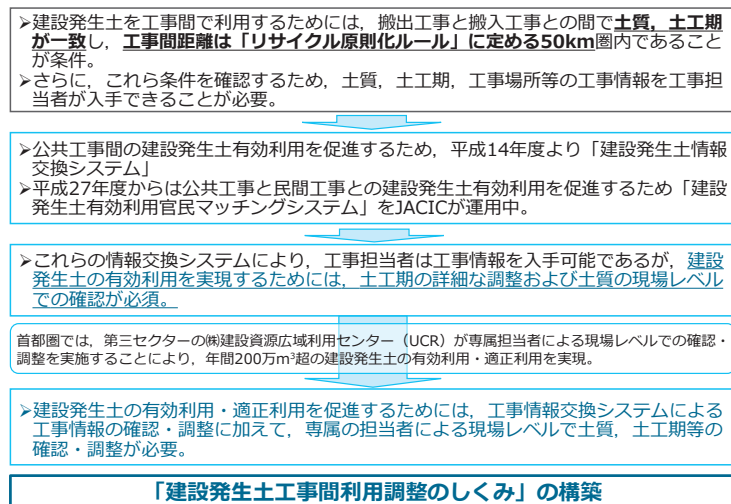 ➢建設発生土を工事間で利用するためには，搬出工事と搬入工事との間で土質，土工期
が一致し，工事間距離は「リサイクル原則化ルール」に定める50km圏内であること
が条件。
➢さらに，これら条件を確認するため，土質，土工期，工事場所等の工事情報を工事担
当者が入手できることが必要。
➢公共工事間の建設発生土有効利用を促進するため，平成14年度より「建設発生土情報
交換システム」
➢平成27年度からは公共工事と民間工事との建設発生土有効利用を促進するため「建設
発生土有効利用官民マッチングシステム」をJACICが運用中。
➢これらの情報交換システムにより，工事担当者は工事情報を入手可能であるが，建設
発生土の有効利用を実現するためには，土工期の詳細な調整および土質の現場レベル
での確認が必須。
首都圏では，第三セクターの㈱建設資源広域利用センター（UCR）が専属担当者による現場レベルでの確認・
調整を実施することにより，年間200万m³超の建設発生土の有効利用・適正利用を実現。
➢建設発生土の有効利用・適正利用を促進するためには，工事情報交換システムによる
工事情報の確認・調整に加えて，専属の担当者による現場レベルで土質，土工期等の
確認・調整が必要。
「建設発生土工事間利用調整のしくみ」の構築